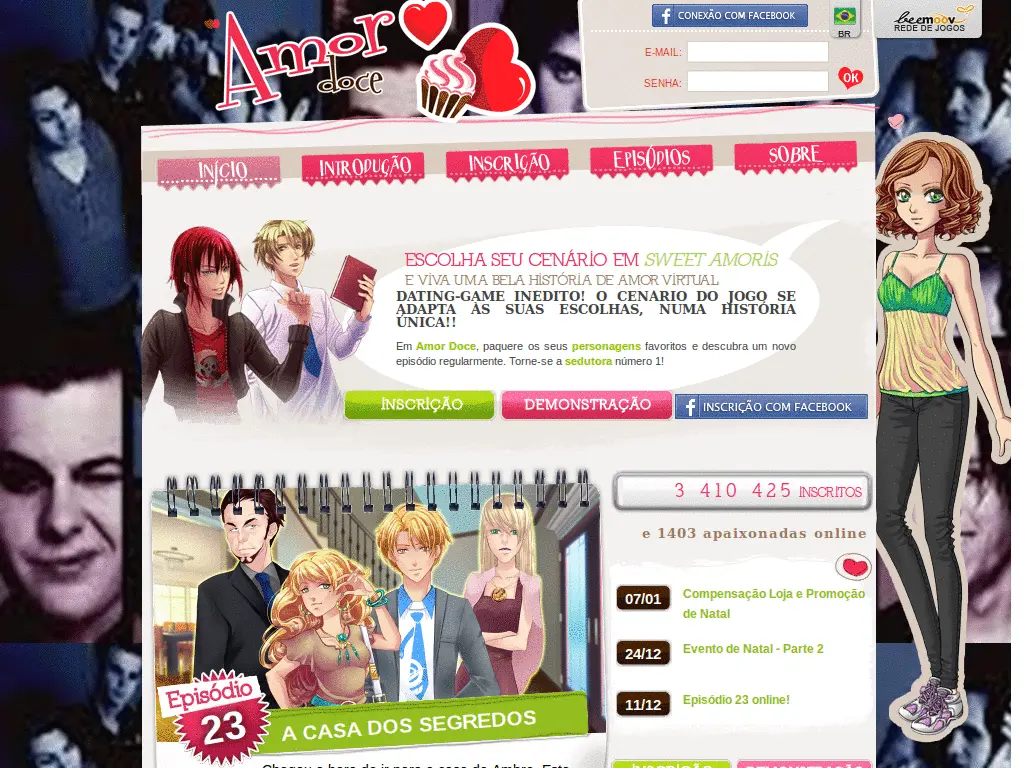 Amor
doce
CONEXÃO COM FACEBOOK
BR
beemoov
REDE DE JOGOS
E-MAIL:
SENHA:
OK
INÍCIO
INTRODUÇÃO
INSCRIÇÃO
EPISÓDIOS
SOBRE
ESCOLHA SEU CENÁRIO EM SWEET AMORIS
E VIVA UMA BELA HISTÓRIA DE AMOR VIRTUAL
DATING-GAME INEDITO! O CENARIO DO JOGO SE
ADAPTA ÀS SUAS ESCOLHAS, NUMA HISTÓRIA
ÚNICA!!
Em Amor Doce, paquere os seus personagens favoritos e descubra um novo
episódio regularmente. Torne-se a sedutora número 1!
INSCRIÇÃO
DEMONSTRAÇÃO
INSCRIÇÃO COM FACEBOOK
3 410 425 INSCRITOS
e 1403 apaixonadas online
07/01
Compensação Loja e Promoção
de Natal
24/12
Evento de Natal - Parte 2
11/12
Episódio 23 online!
Episódio
23
A CASA DOS SEGREDOS
Chegou a hora de ir para a casa da Ambre. Este
INSCRIÇÃO
DEMONSTRAÇÃO